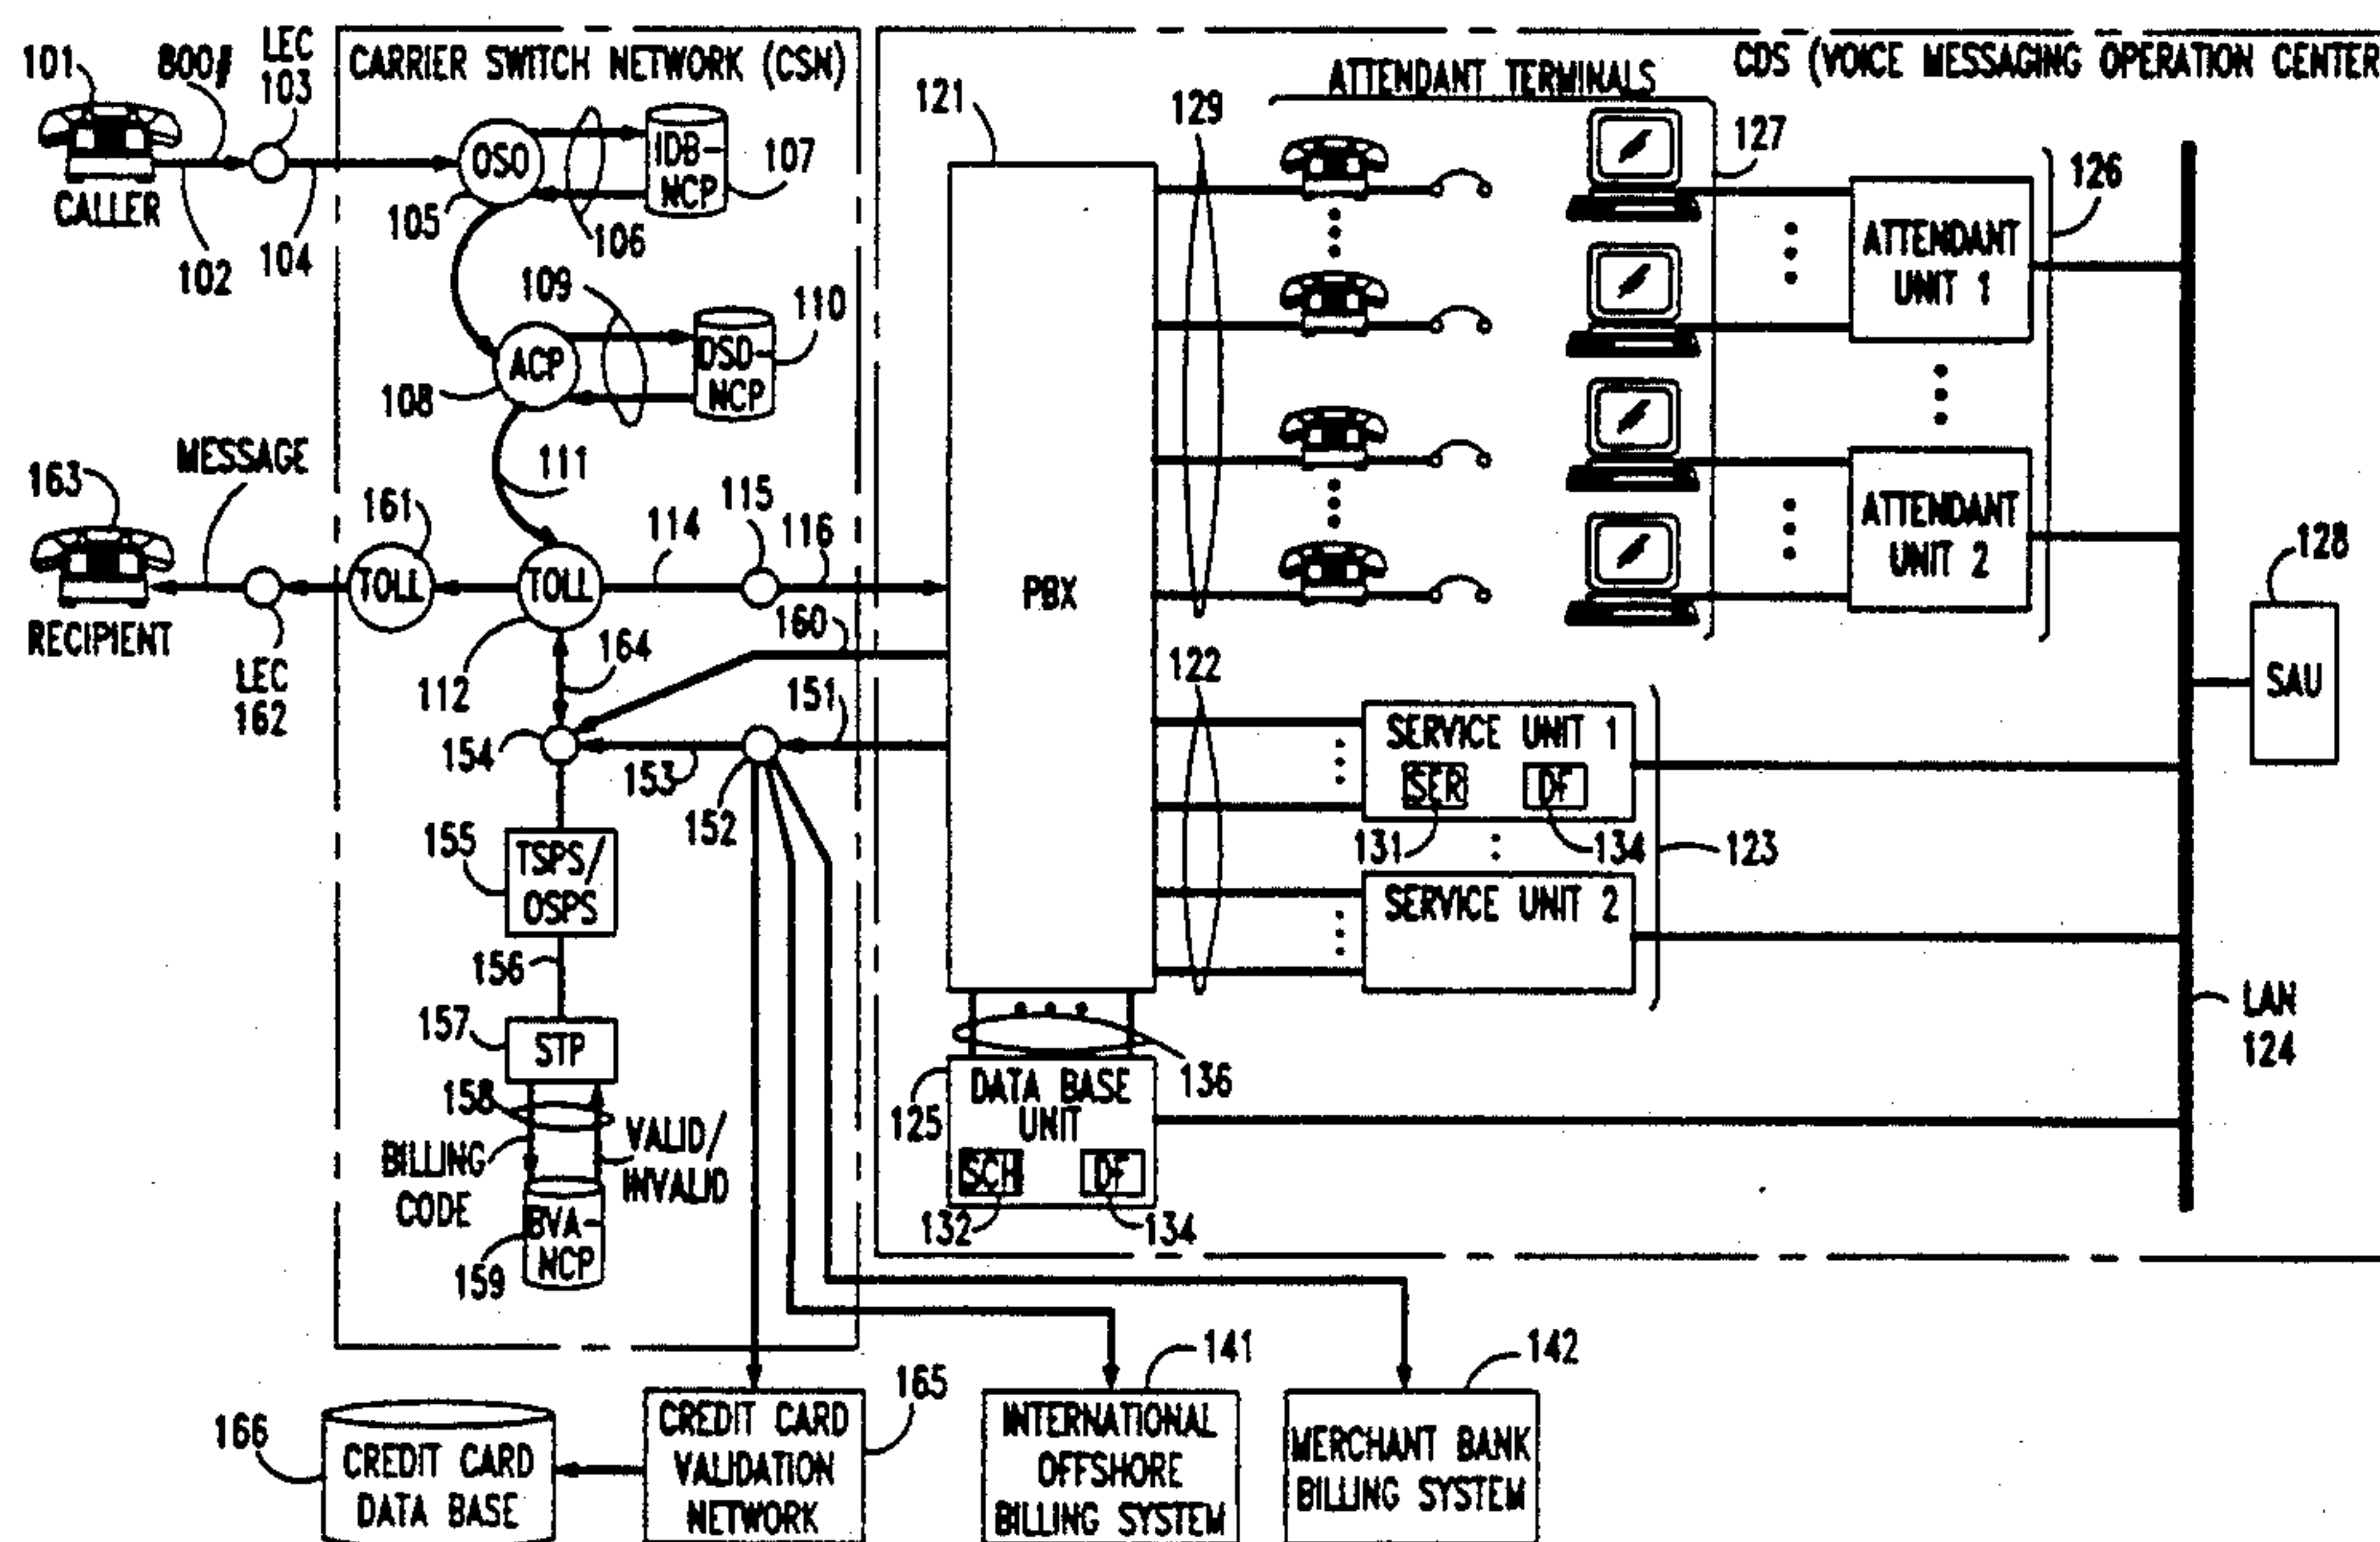 101
800#
LEC
103
CALLER
102
104
CARRIER SWITCH NETWORK (CSN)
OSO
105
IDB-
NCP
107
106
109
110
ACP
108
DSD-
NCP
111
163
MESSAGE
RECIPIENT
LEC
162
161
TOLL
TOLL
112
114
115
116
160
164
151
154
153
152
155
TSPS/
OSPS
156
157
STP
158
BILLING
CODE
VALID/
INVALID
BVA-
NCP
159
CDS (VOICE MESSAGING OPERATION CENTER
ATTENDANT TERMINALS
121
129
127
126
PBX
ATTENDANT
UNIT 1
ATTENDANT
UNIT 2
128
SAU
122
SERVICE UNIT 1
SER
DF
131
134
123
SERVICE UNIT 2
LAN
124
136
125
DATA BASE
UNIT
SCH
DF
132
134
166
CREDIT CARD
DATA BASE
165
CREDIT CARD
VALIDATION
NETWORK
141
INTERNATIONAL
OFFSHORE
BILLING SYSTEM
142
MERCHANT BANK
BILLING SYSTEM